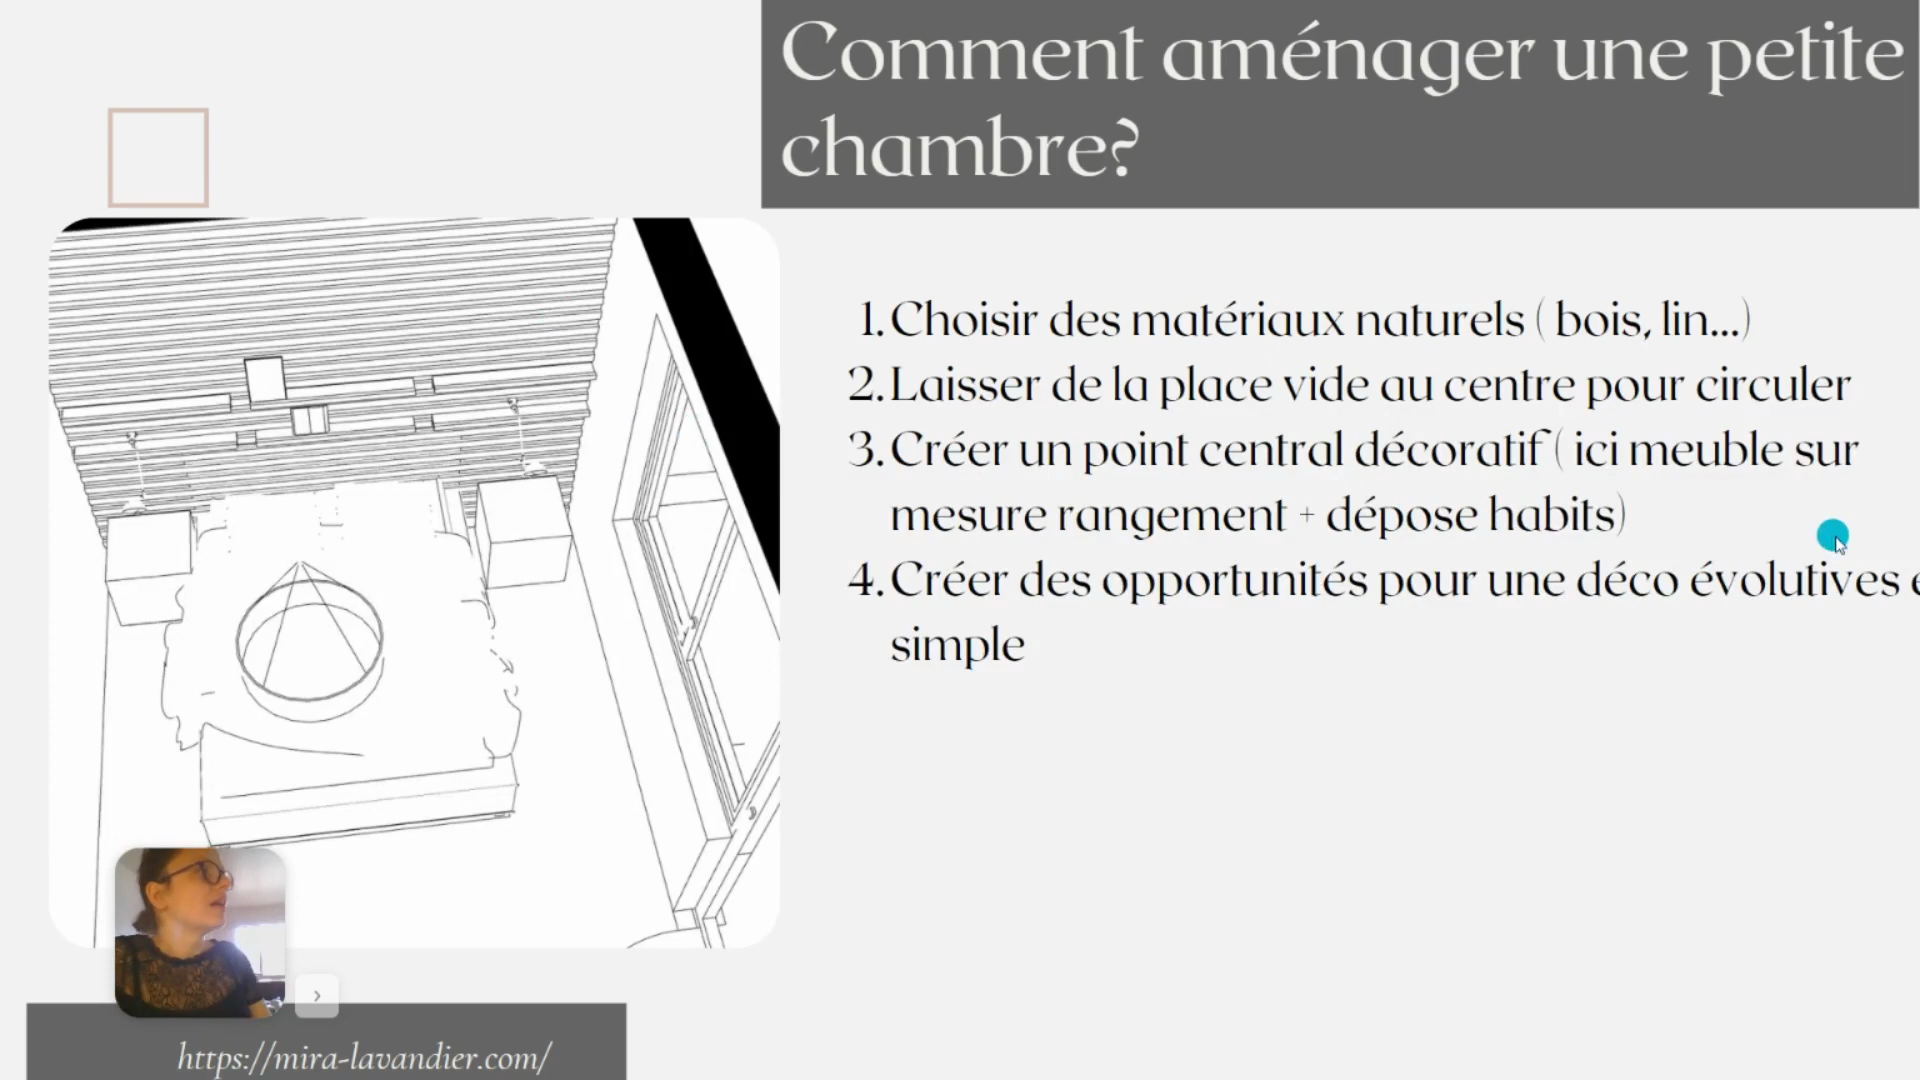 Comment aménager une petite
chambre?
1. Choisir des matériaux naturels ( bois, lin...)
2. Laisser de la place vide au centre pour circuler
3. Créer un point central décoratif ( ici meuble sur
mesure rangement + dépose habits)
4. Créer des opportunités pour une déco évolutives
simple
https://mira-lavandier.com/